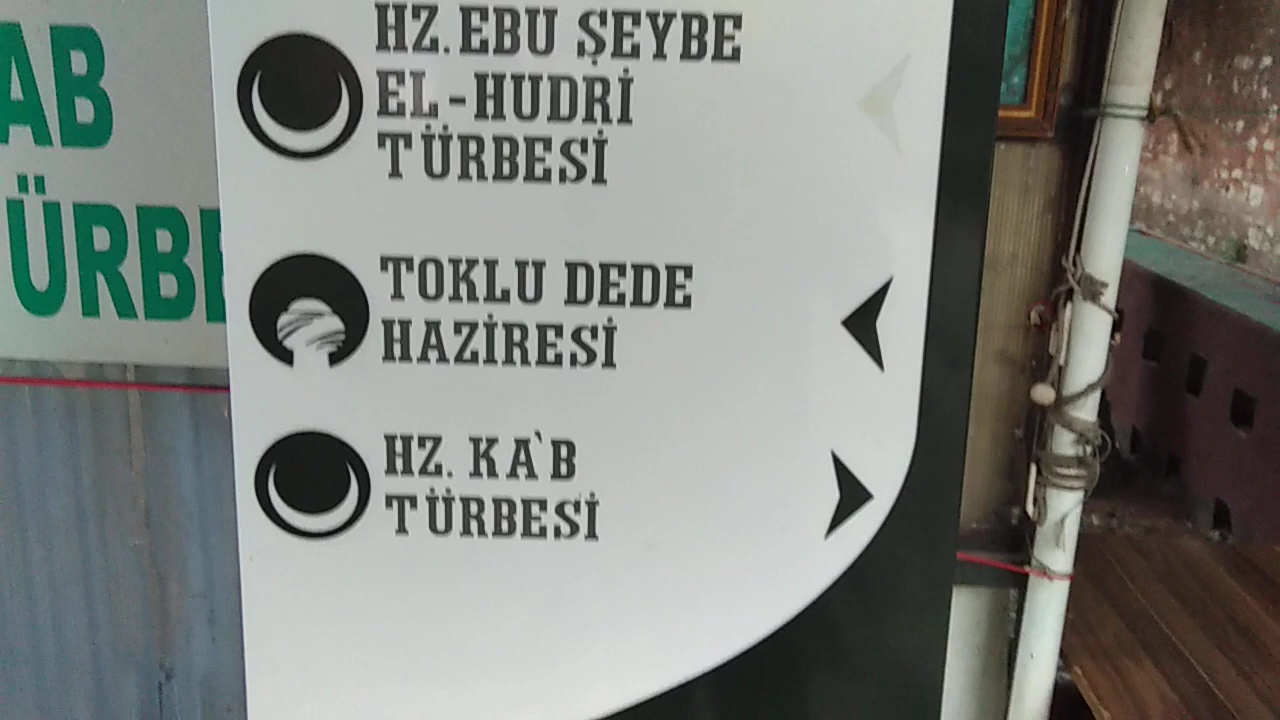 AB
ÜRBE
HZ. EBU ŞEYBE
EL-HUDRİ
TÜRBESİ
TOKLU DEDE
HAZİRESİ
HZ. KA`B
TÜRBESİ